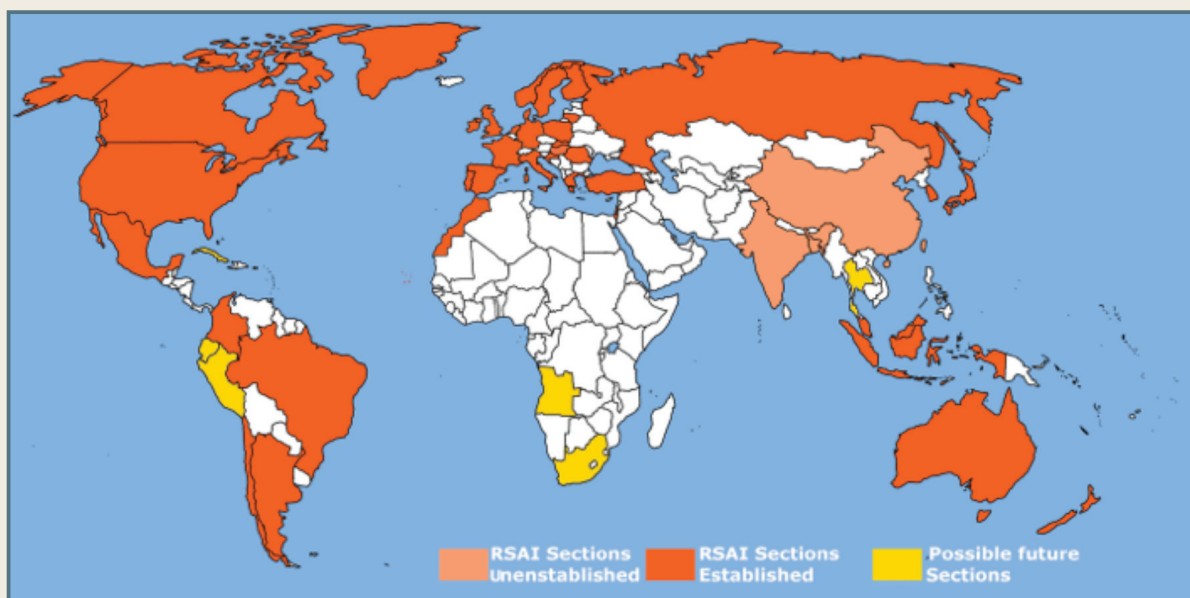 RSAI Sections
unenstablished
RSAI Sections
Established
.Possible future
Sections